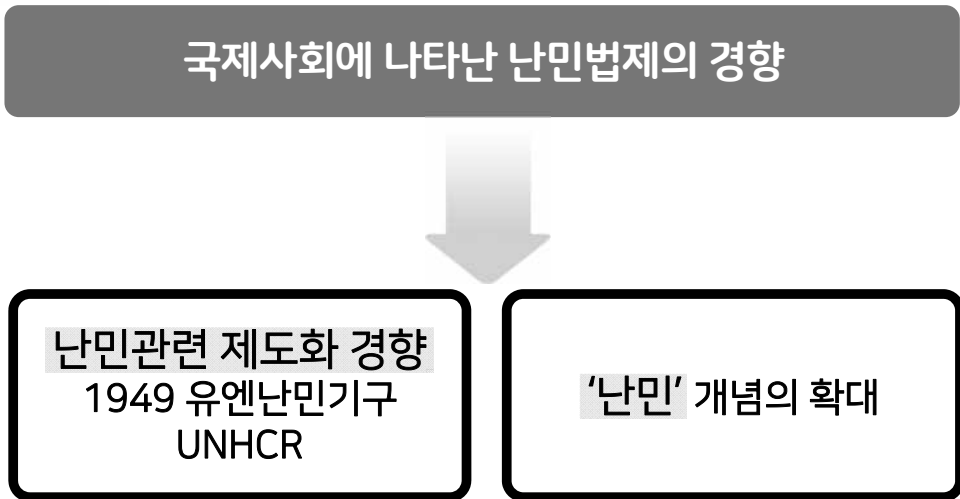 국제사회에 나타난 난민법제의 경향
난민관련 제도화 경향
1949 유엔난민기구
UNHCR
‘난민’ 개념의 확대